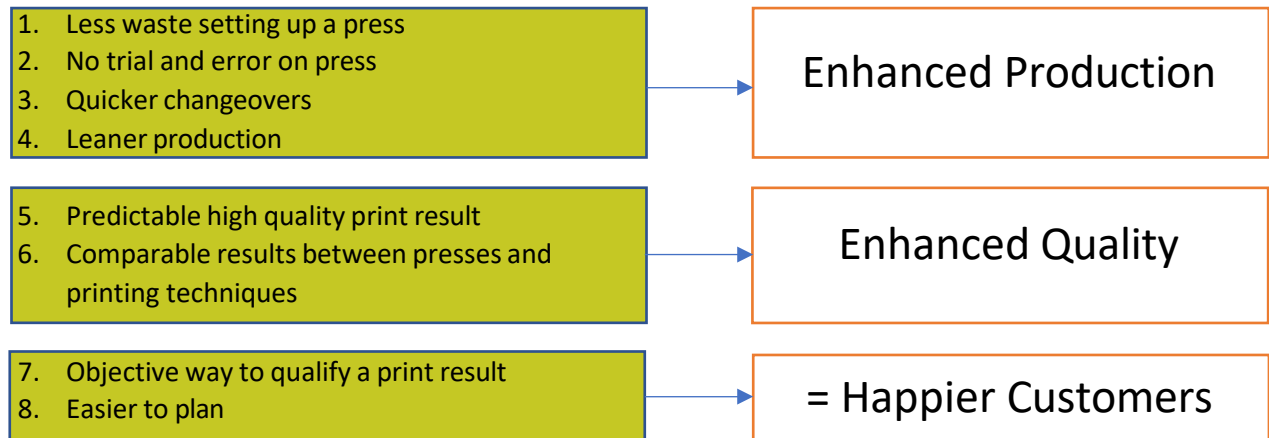 1. Less waste setting up a press
2. No trial and error on press
3. Quicker changeovers
4. Leaner production
Enhanced Production
5. Predictable high quality print result
6. Comparable results between presses and
printing techniques
Enhanced Quality
7. Objective way to qualify a print result
8. Easier to plan
= Happier Customers